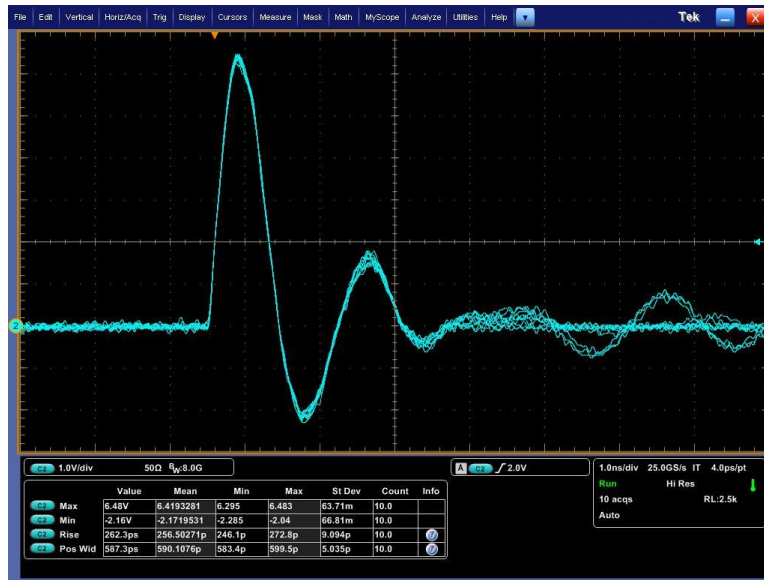 File Edit Vertical Horiz/Acq Trig Display Cursors Measure Mask Math MyScope Analyze Utilities Help Tek X
2
C2 1.0V/div 50Ω BW:8.0G
A C2 2.0V
1.0ns/div 25.0GS/s IT 4.0ps/pt
Run Hi Res
10 acqs RL:2.5k
Auto
Value Mean Min Max St Dev Count Info
C2 Max 6.48V 6.4193281 6.295 6.483 63.71m 10.0
C2 Min -2.16V -2.1719531 -2.285 -2.04 66.81m 10.0
C2 Rise 262.3ps 256.50271p 246.1p 272.8p 9.094p 10.0
C2 Pos Wid 587.3ps 590.1076p 583.4p 599.5p 5.035p 10.0